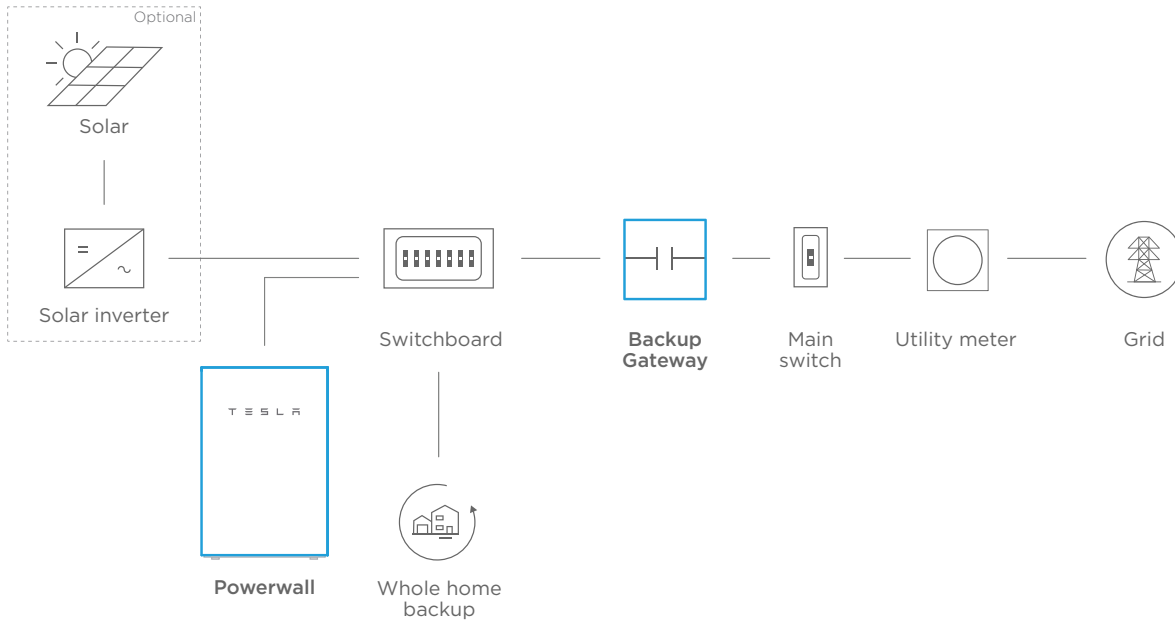 Optional
Solar
Solar inverter
Switchboard
Backup
Gateway
Main
switch
Utility meter
Grid
TESLA
Powerwall
Whole home
backup